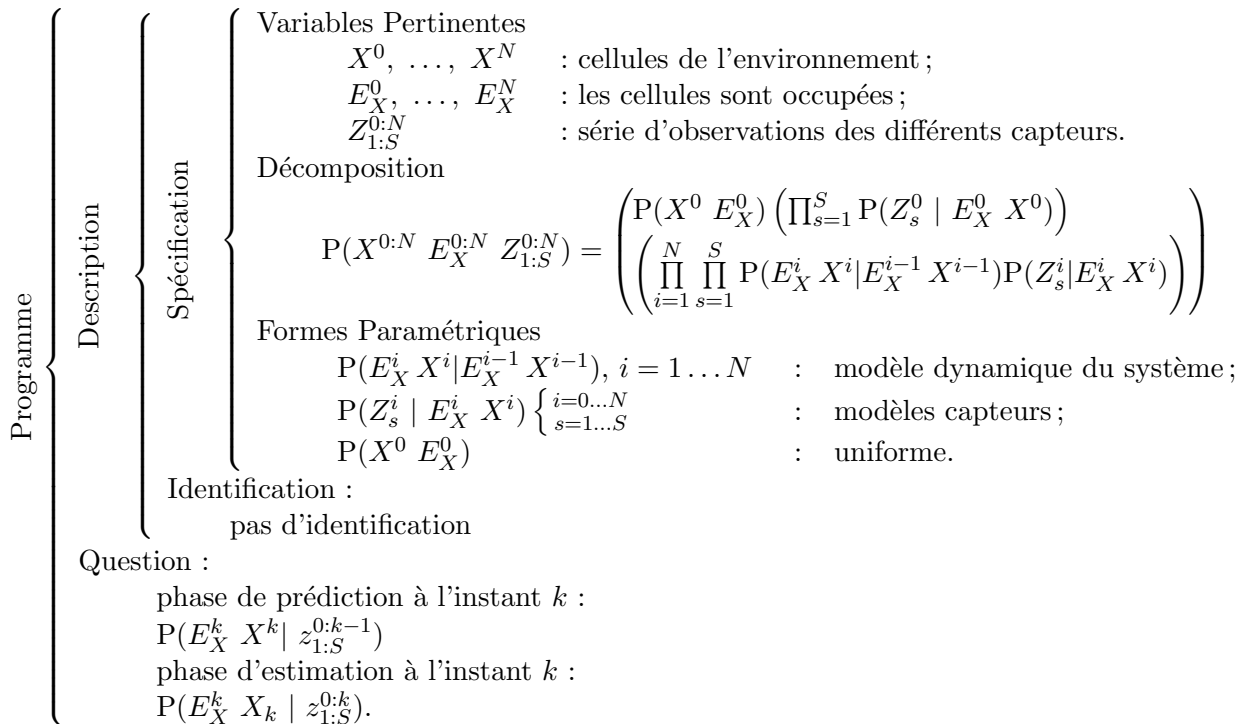 Programme
Description
Spécification
Variables Pertinentes
X^0, …, X^N : cellules de l'environnement ;
E_X^0, …, E_X^N : les cellules sont occupées ;
Z_{1:S}^{0:N} : série d'observations des différents capteurs.
Décomposition
P(X^{0:N} E_X^{0:N} Z_{1:S}^{0:N}) = ( P(X^0 E_X^0) ( ∏_{s=1}^{S} P(Z_s^0 | E_X^0 X^0) )
( ∏_{i=1}^{N} ∏_{s=1}^{S} P(E_X^i X^i|E_X^{i-1} X^{i-1})P(Z_s^i|E_X^i X^i) ) )
Formes Paramétriques
P(E_X^i X^i|E_X^{i-1} X^{i-1}), i = 1 … N : modèle dynamique du système ;
P(Z_s^i | E_X^i X^i) { i=0…N s=1…S : modèles capteurs ;
P(X^0 E_X^0) : uniforme.
Identification :
pas d'identification
Question :
phase de prédiction à l'instant k :
P(E_X^k X^k| z_{1:S}^{0:k-1})
phase d'estimation à l'instant k :
P(E_X^k X_k | z_{1:S}^{0:k}).